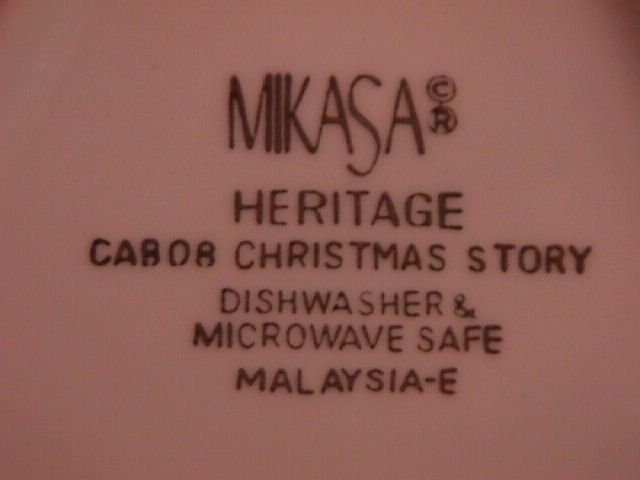 MIKASA © ®
HERITAGE
CAB08 CHRISTMAS STORY
DISHWASHER &
MICROWAVE SAFE
MALAYSIA-E